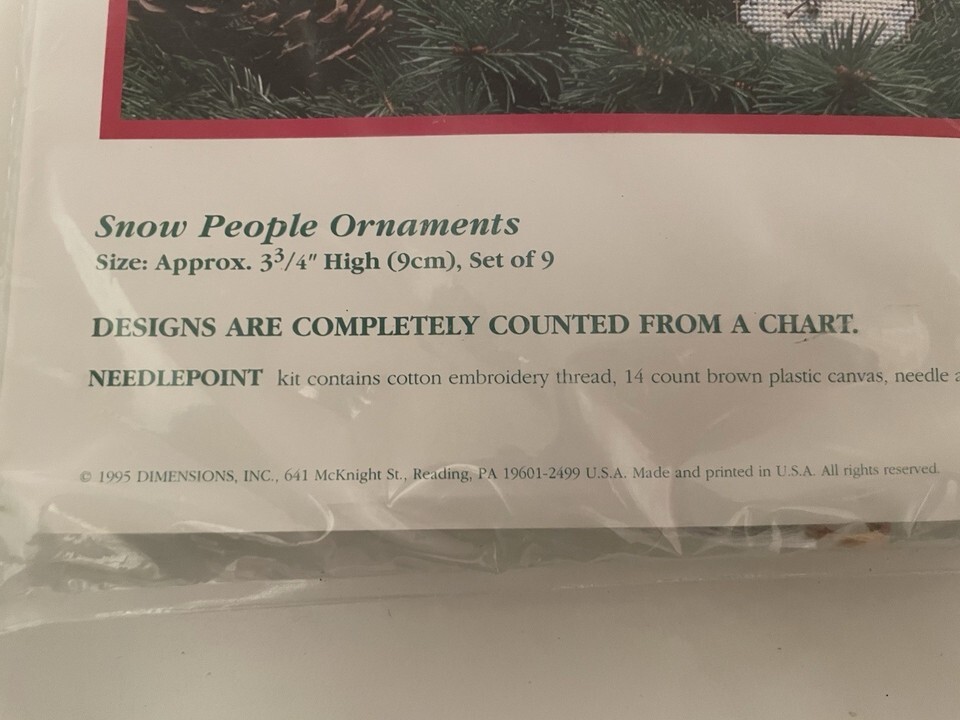 Snow People Ornaments
Size: Approx. 3 3/4" High (9cm), Set of 9
DESIGNS ARE COMPLETELY COUNTED FROM A CHART.
NEEDLEPOINT kit contains cotton embroidery thread, 14 count brown plastic canvas, needle a
© 1995 DIMENSIONS, INC., 641 McKnight St., Reading, PA 19601-2499 U.S.A. Made and printed in U.S.A. All rights reserved.